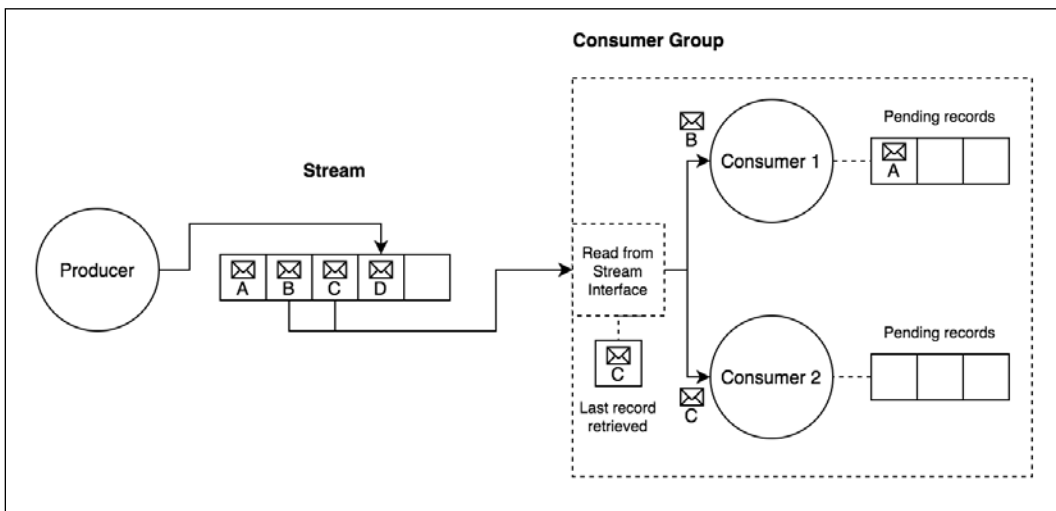 Consumer Group
Stream
Producer
A
B
C
D
Read from
Stream
Interface
C
Last record
retrieved
B
Consumer 1
Pending records
A
C
Consumer 2
Pending records